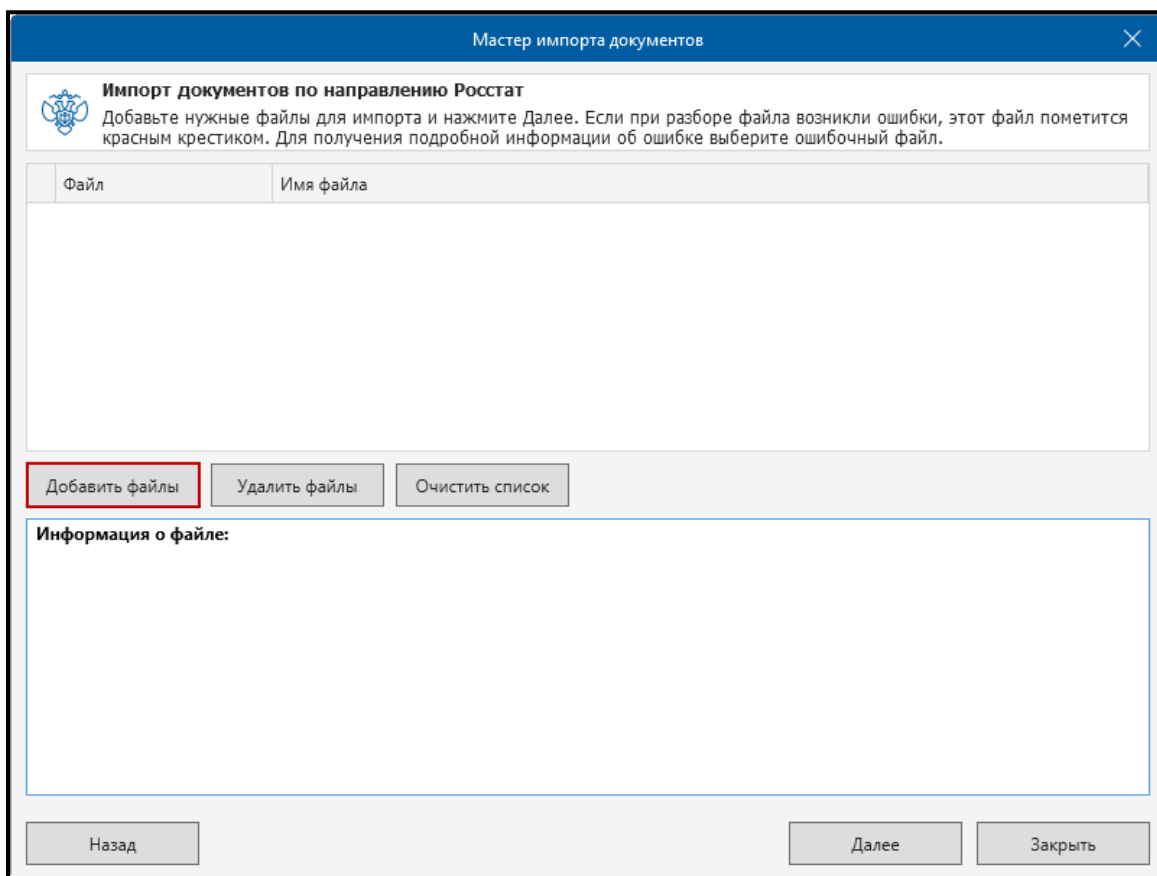 Мастер импорта документов
Импорт документов по направлению Росстат
Добавьте нужные файлы для импорта и нажмите Далее. Если при разборе файла возникли ошибки, этот файл пометится
красным крестиком. Для получения подробной информации об ошибке выберите ошибочный файл.
Файл Имя файла
Добавить файлы Удалить файлы Очистить список
Информация о файле:
Назад Далее Закрыть